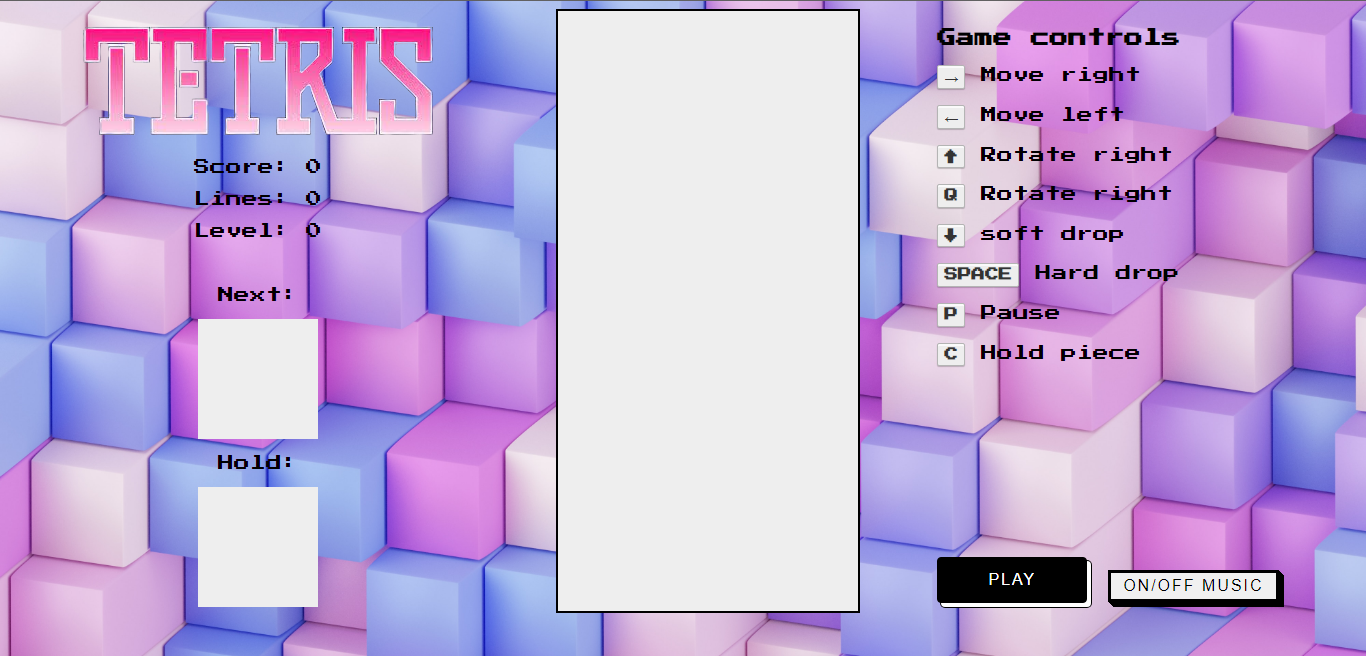 TETRIS
Score: 0
Lines: 0
Level: 0
Next:
Hold:
Game controls
→ Move right
← Move left
↑ Rotate right
Q Rotate right
↓ soft drop
SPACE Hard drop
P Pause
C Hold piece
PLAY
ON/OFF MUSIC